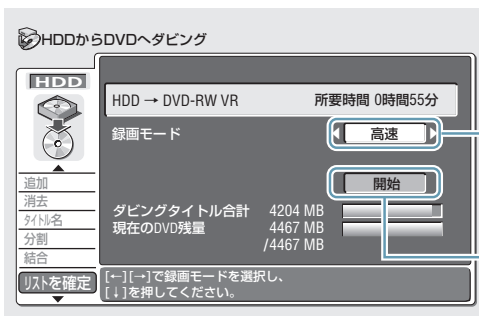 HDDからDVDへダビング
HDD
HDD → DVD-RW VR 所要時間 0時間55分
録画モード 高速
開始
追加
消去
タイトル名
分割
結合
リストを確定
ダビングタイトル合計 4204 MB
現在のDVD残量 4467 MB
/4467 MB
[←][→]で録画モードを選択し、
[↓]を押してください。